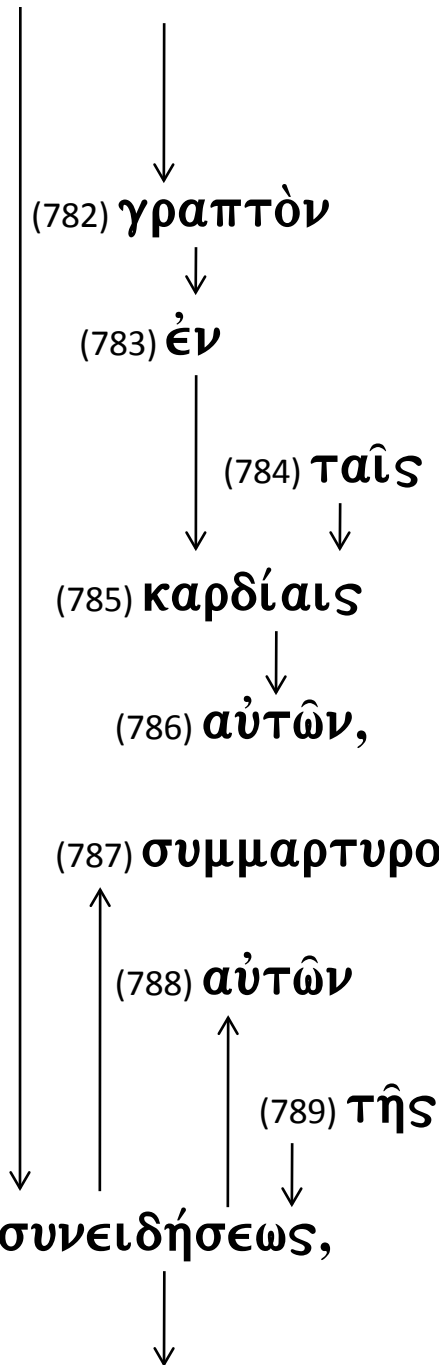 (782) γραπτὸν
(783) ἐν
(784) ταῖς
(785) καρδίαις
(786) αὐτῶν,
(787) συμμαρτυρο
(788) αὐτῶν
(789) τῆς
συνειδήσεως,